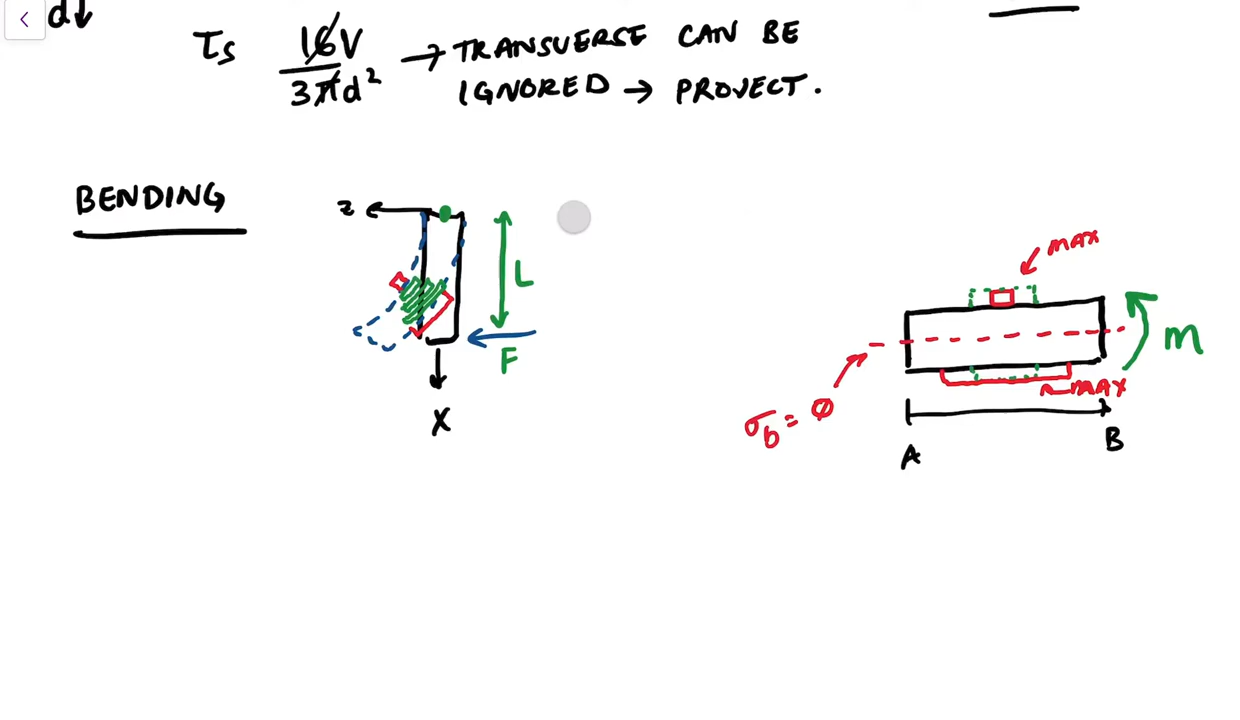 d↓
τs 16V / 3πd² → TRANSVERSE CAN BE
IGNORED → PROJECT.
BENDING
z
L
F
X
MAX
M
MAX
σb = 0
A
B